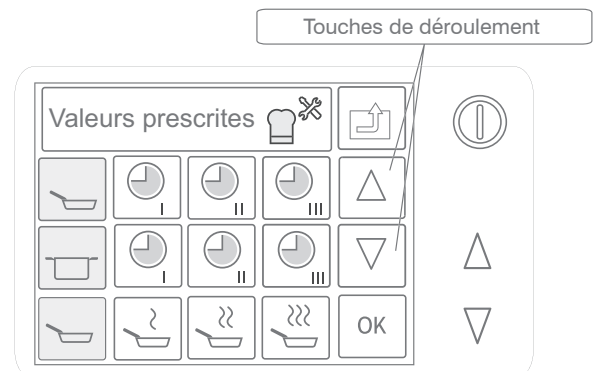 Touches de déroulement
Valeurs prescrites
I II III
I II III
OK